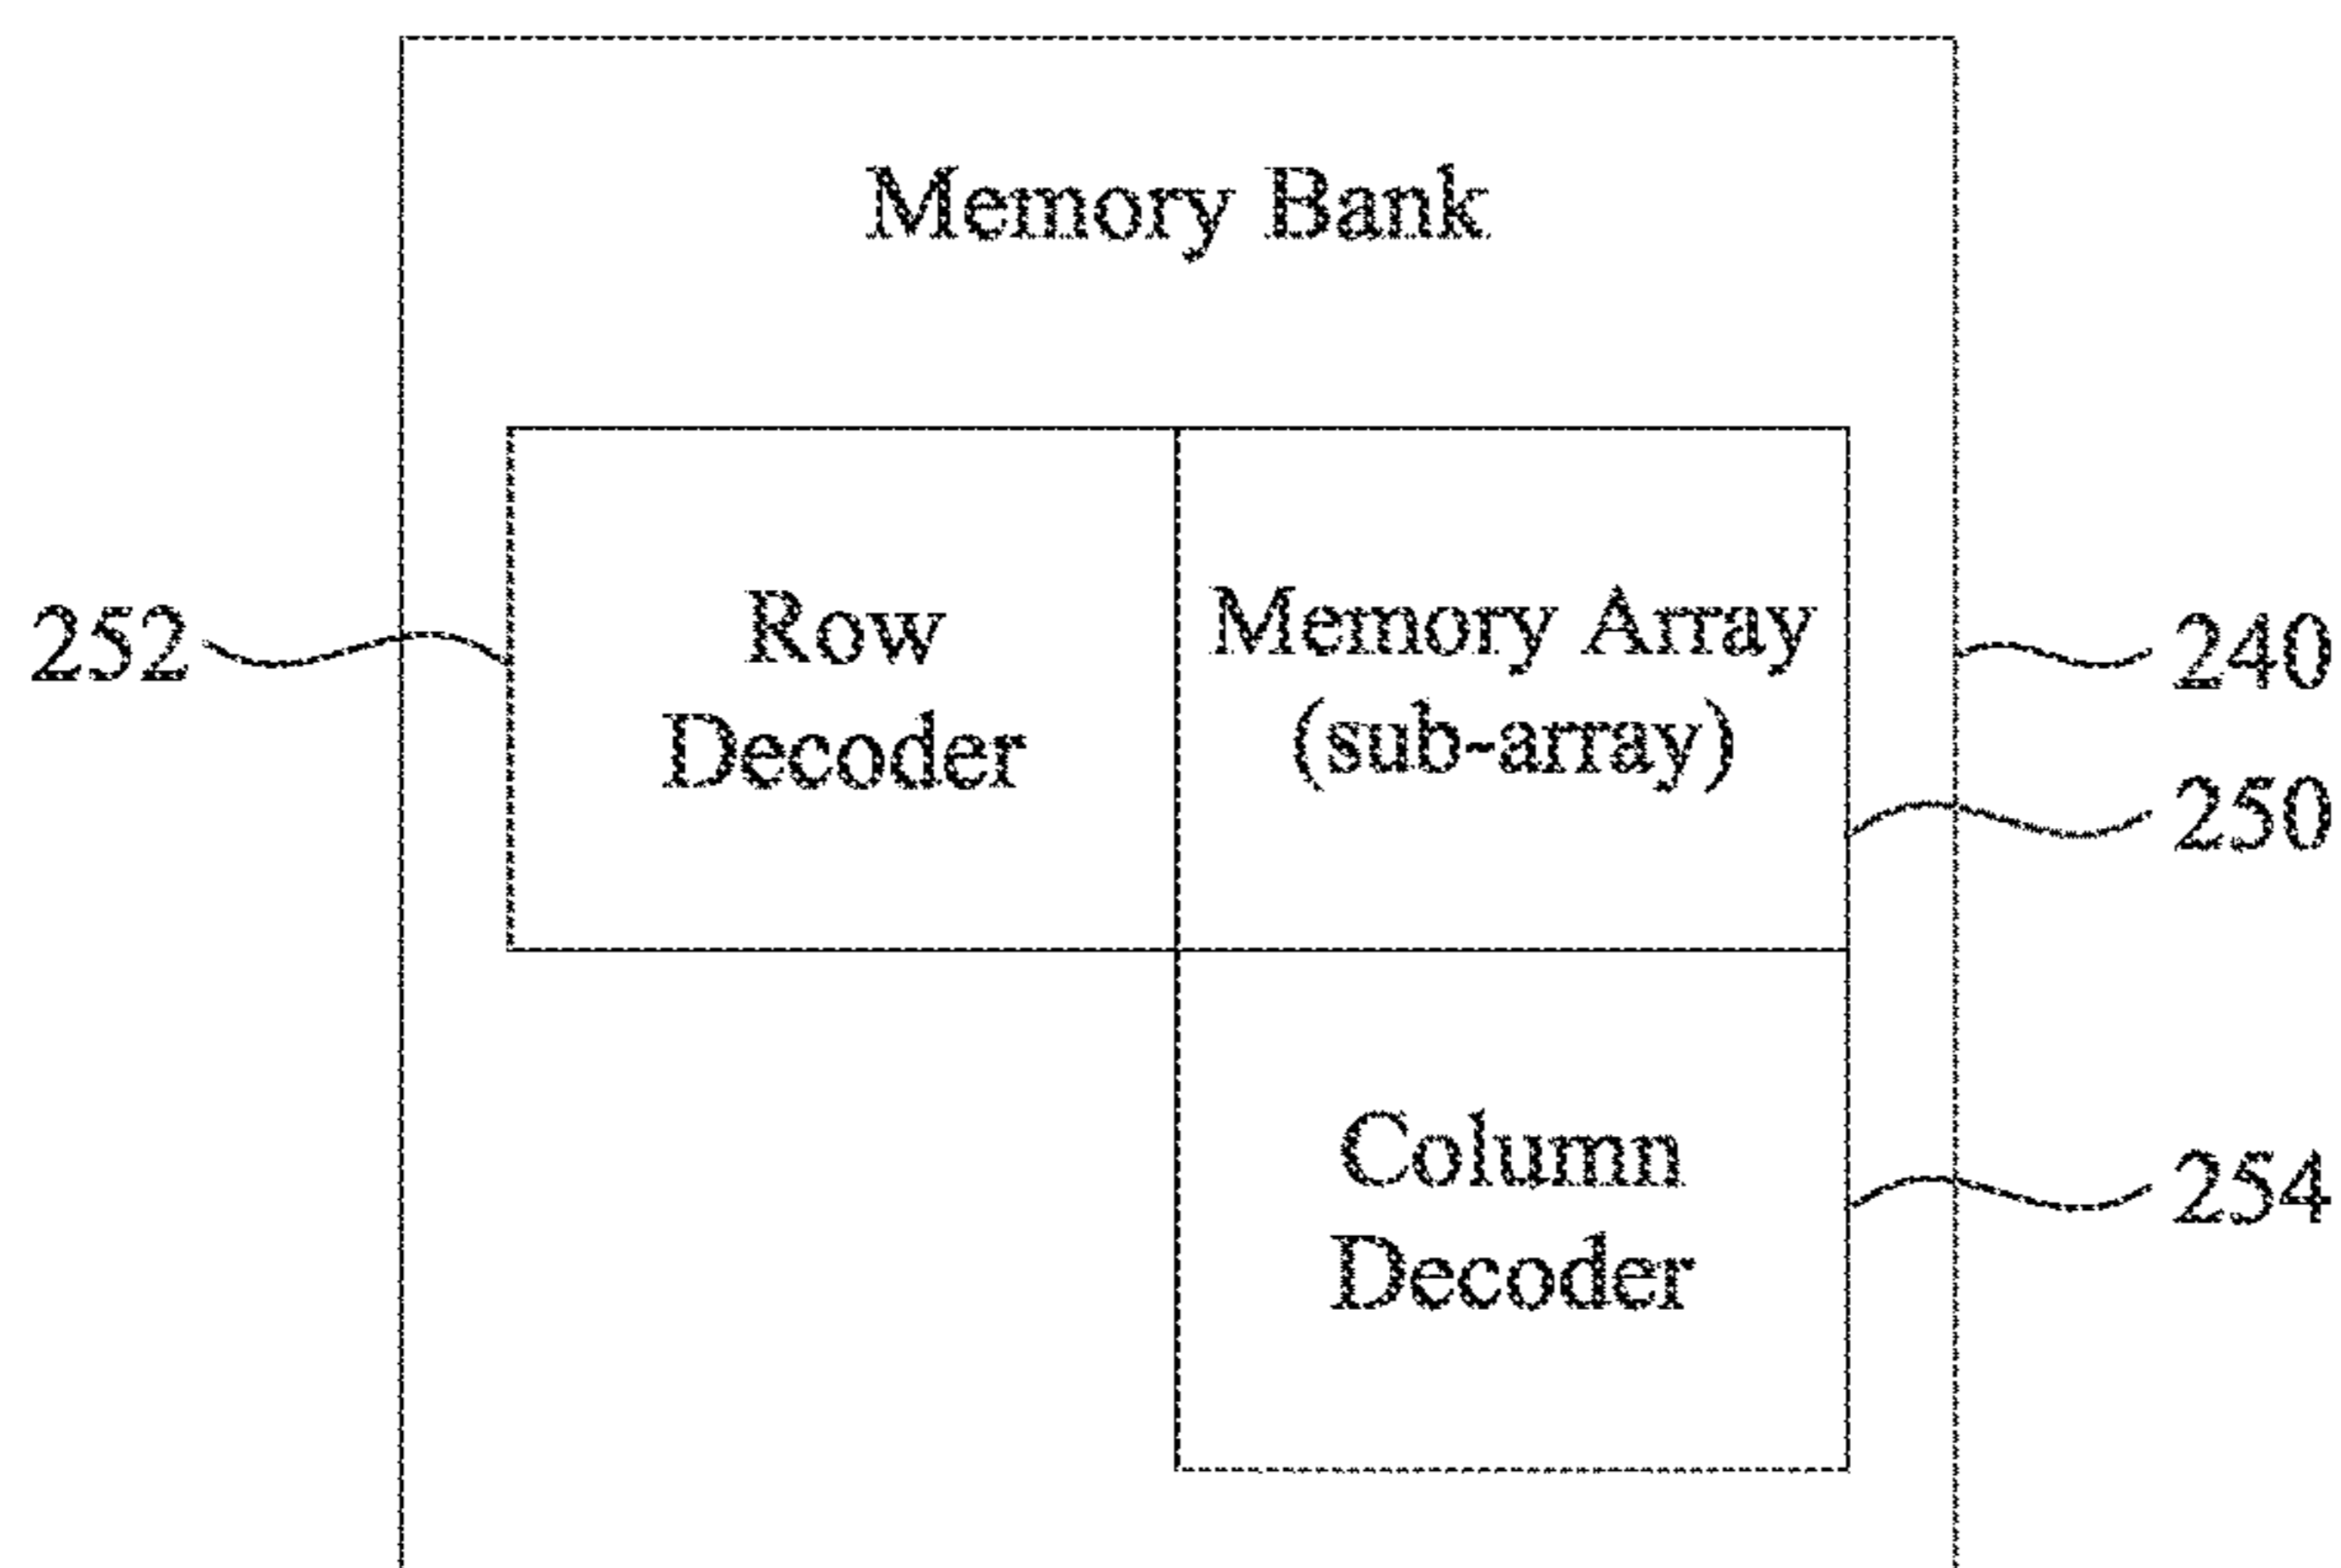 Memory Bank
252
Row
Decoder
Memory Array
(sub-array)
240
250
Column
Decoder
254